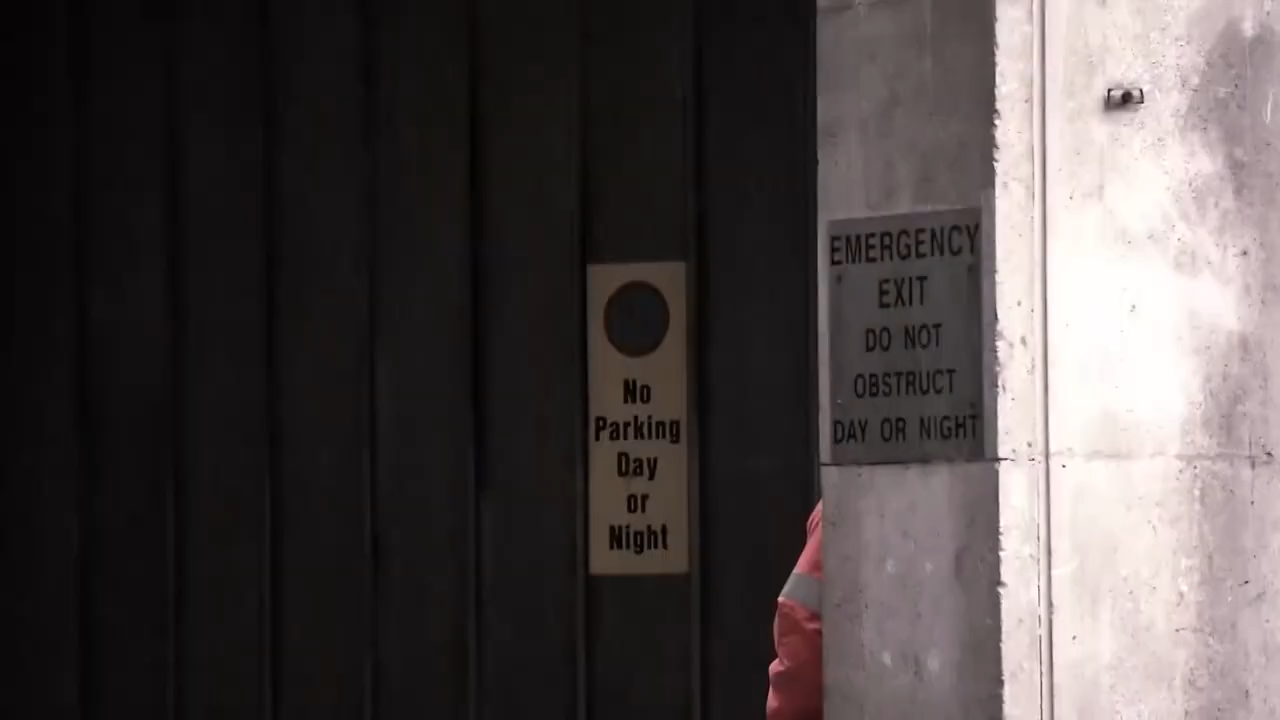 No
Parking
Day
or
Night
EMERGENCY
EXIT
DO NOT
OBSTRUCT
DAY OR NIGHT